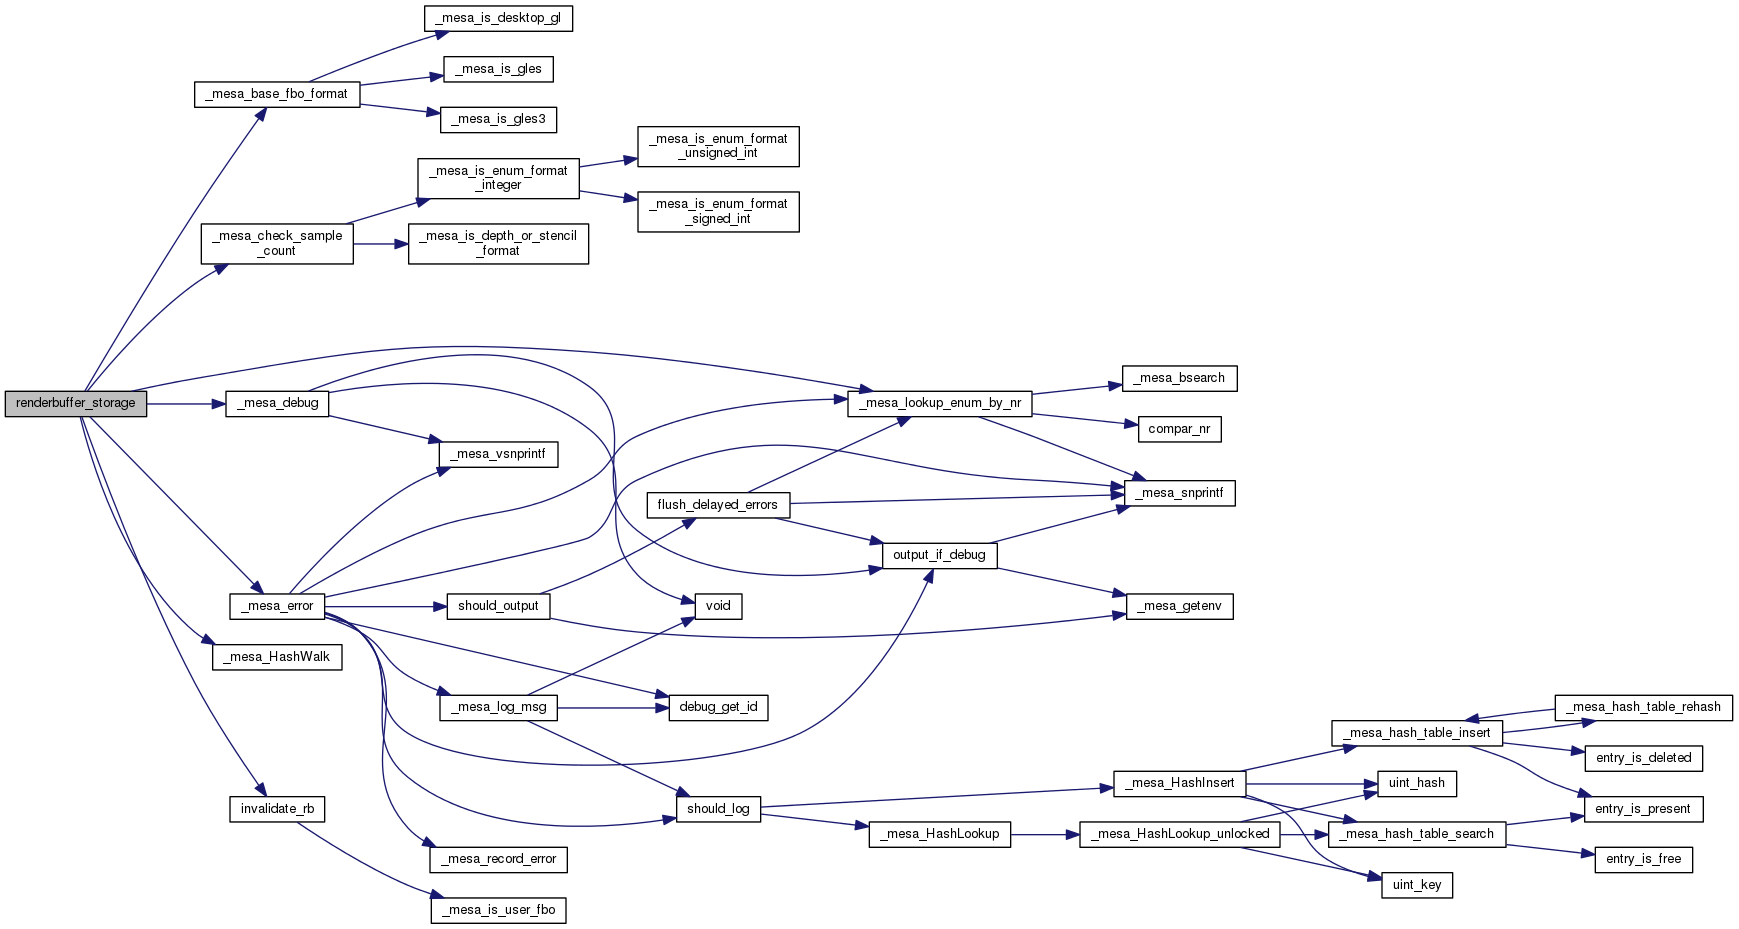 _mesa_is_desktop_gl
_mesa_is_gles
_mesa_base_fbo_format
_mesa_is_gles3
_mesa_is_enum_format
_unsigned_int
_mesa_is_enum_format
_integer
_mesa_is_enum_format
_signed_int
_mesa_check_sample
_count
_mesa_is_depth_or_stencil
_format
_mesa_bsearch
renderbuffer_storage
_mesa_debug
_mesa_lookup_enum_by_nr
compar_nr
_mesa_vsnprintf
_mesa_snprintf
flush_delayed_errors
output_if_debug
_mesa_error
should_output
void
_mesa_getenv
_mesa_HashWalk
_mesa_log_msg
debug_get_id
_mesa_hash_table_rehash
_mesa_hash_table_insert
entry_is_deleted
_mesa_HashInsert
uint_hash
invalidate_rb
should_log
entry_is_present
_mesa_HashLookup
_mesa_HashLookup_unlocked
_mesa_hash_table_search
_mesa_record_error
entry_is_free
uint_key
_mesa_is_user_fbo